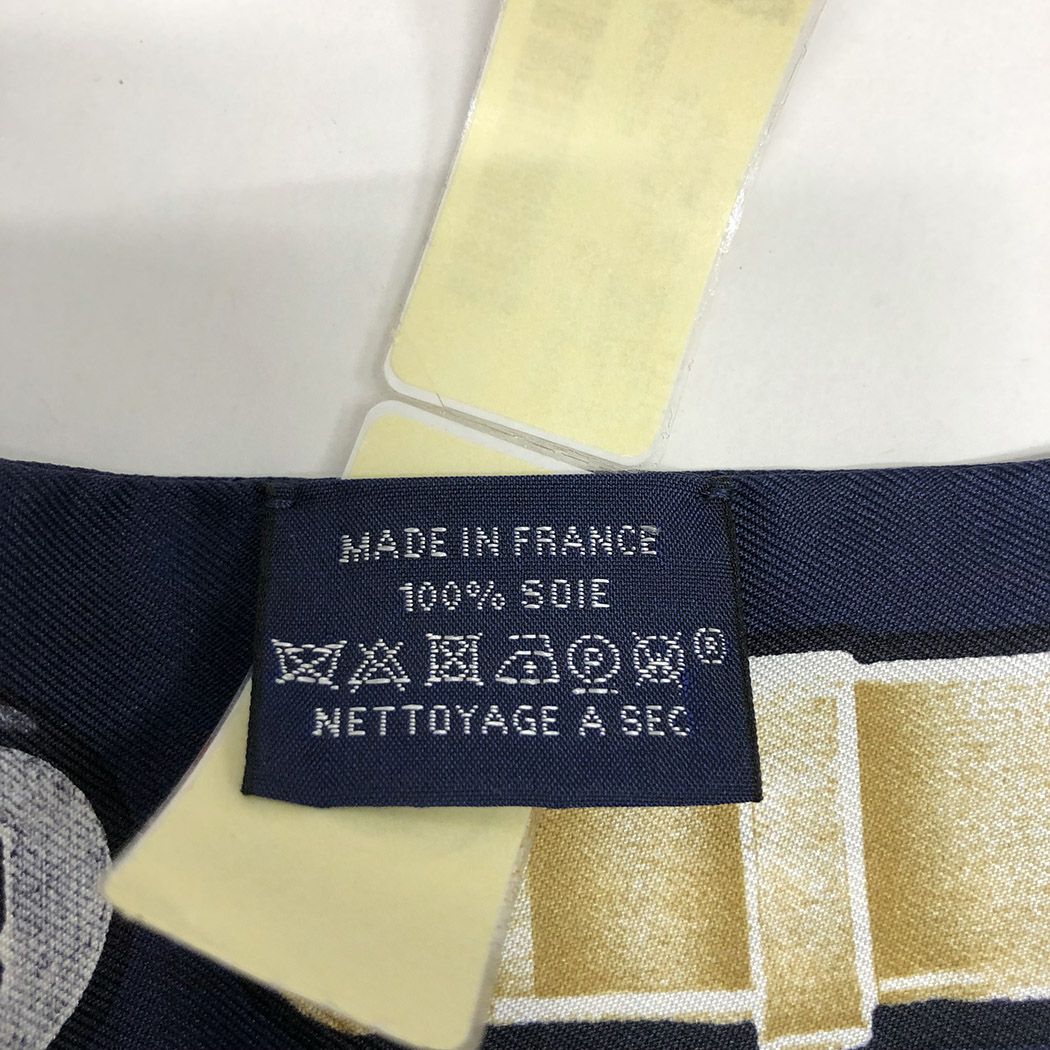 MADE IN FRANCE
100% SOIE
P W ®
NETTOYAGE A SEC